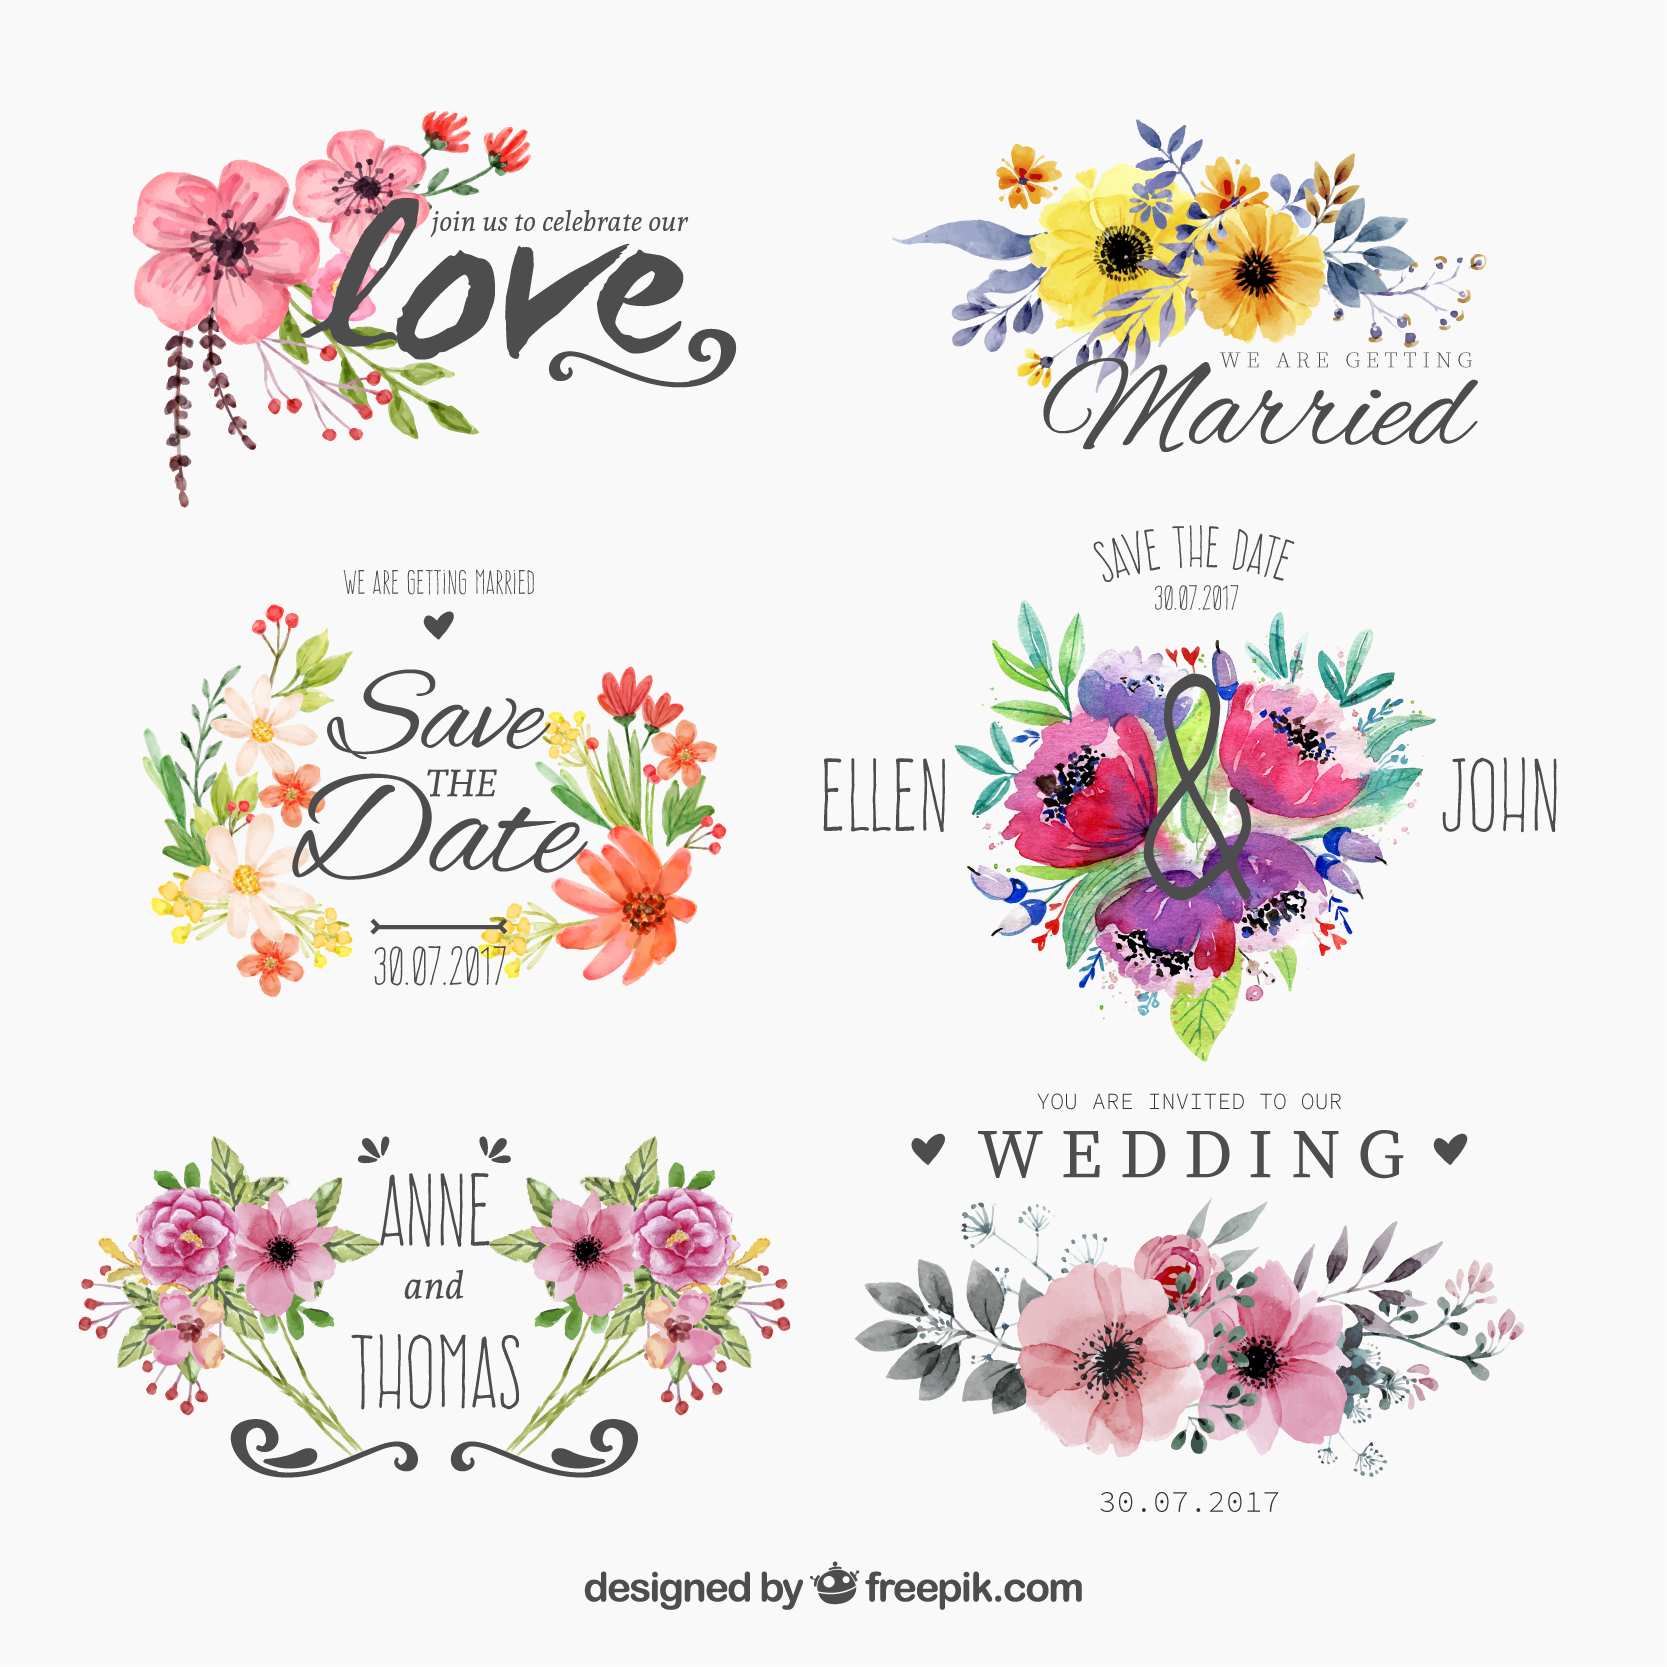 join us to celebrate our
love
WE ARE GETTING
Married
WE ARE GETTING MARRIED
Save
THE
Date
30.07.2017
SAVE THE DATE
30.07.2017
ELLEN & JOHN
ANNE
and
THOMAS
YOU ARE INVITED TO OUR
WEDDING
30.07.2017
designed by freepik.com